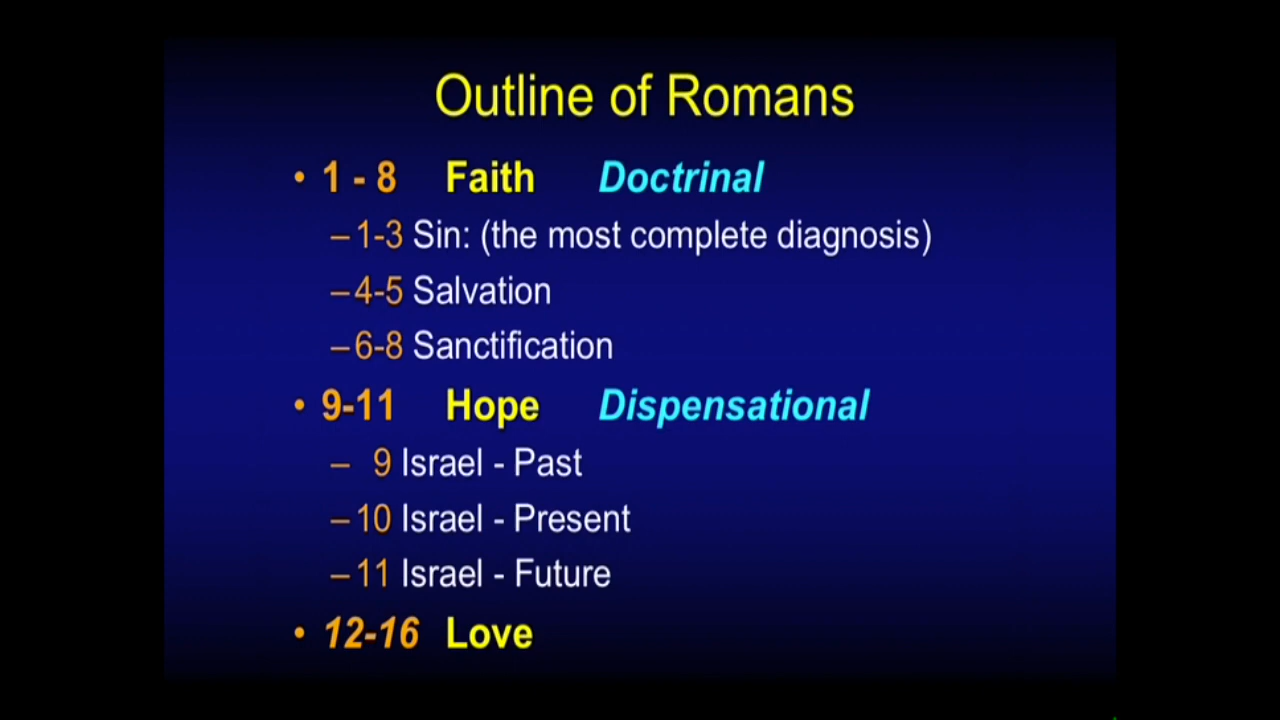 Outline of Romans
• 1 - 8 Faith Doctrinal
–1-3 Sin: (the most complete diagnosis)
–4-5 Salvation
–6-8 Sanctification
• 9-11 Hope Dispensational
– 9 Israel - Past
–10 Israel - Present
–11 Israel - Future
• 12-16 Love